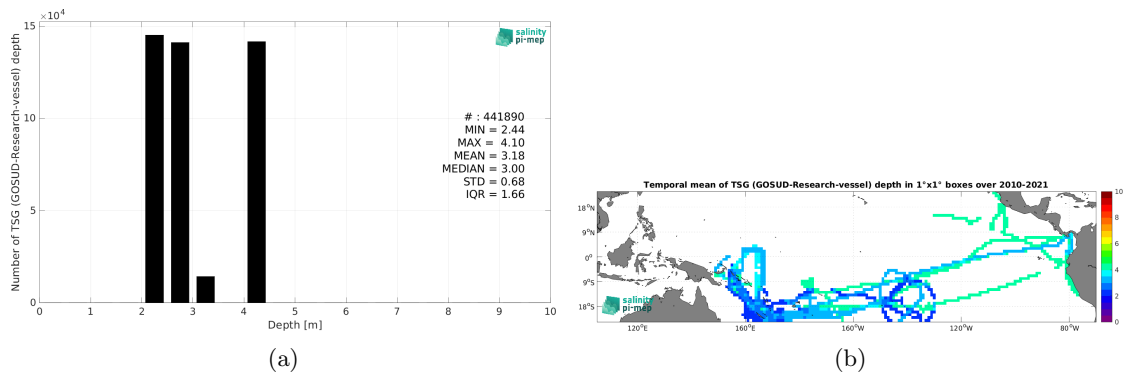 ×10⁴
15
10
5
0
Number of TSG (GOSUD-Research-vessel) depth
salinity
pi-mep
# : 441890
MIN = 2.44
MAX = 4.10
MEAN = 3.18
MEDIAN = 3.00
STD = 0.68
IQR = 1.66
0 1 2 3 4 5 6 7 8 9 10
Depth [m]
(a)
Temporal mean of TSG (GOSUD-Research-vessel) depth in 1°x1° boxes over 2010-2021
18°N
9°N
0°
9°S
18°S
salinity
pi-mep
120°E 160°E 160°W 120°W 80°W
10
8
6
4
2
0
(b)